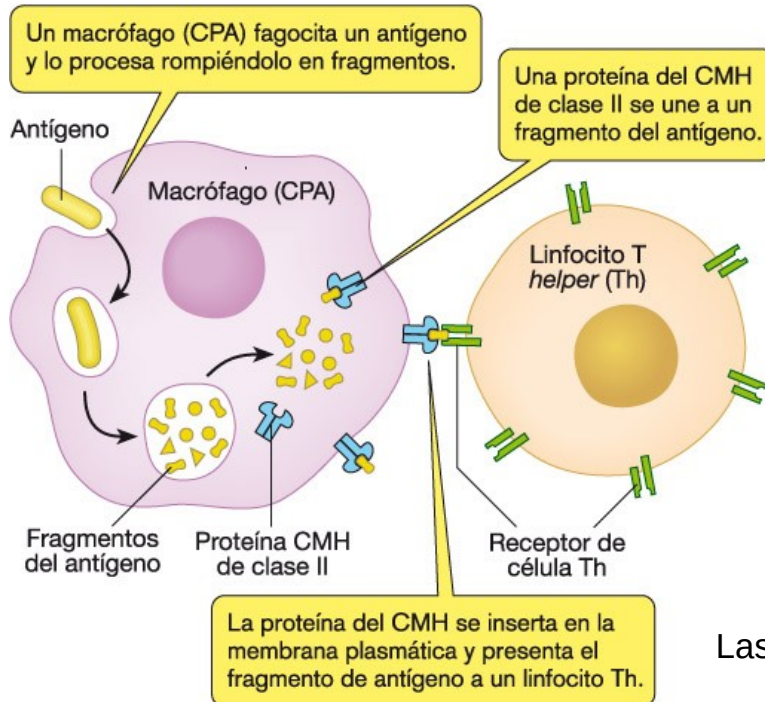 Un macrófago (CPA) fagocita un antígeno
y lo procesa rompiéndolo en fragmentos.
Una proteína del CMH
de clase II se une a un
fragmento del antígeno.
Antígeno
Macrófago (CPA)
Linfocito T
helper (Th)
Fragmentos
del antígeno
Proteína CMH
de clase II
Receptor de
célula Th
La proteína del CMH se inserta en la
membrana plasmática y presenta el
fragmento de antígeno a un linfocito Th.
Las